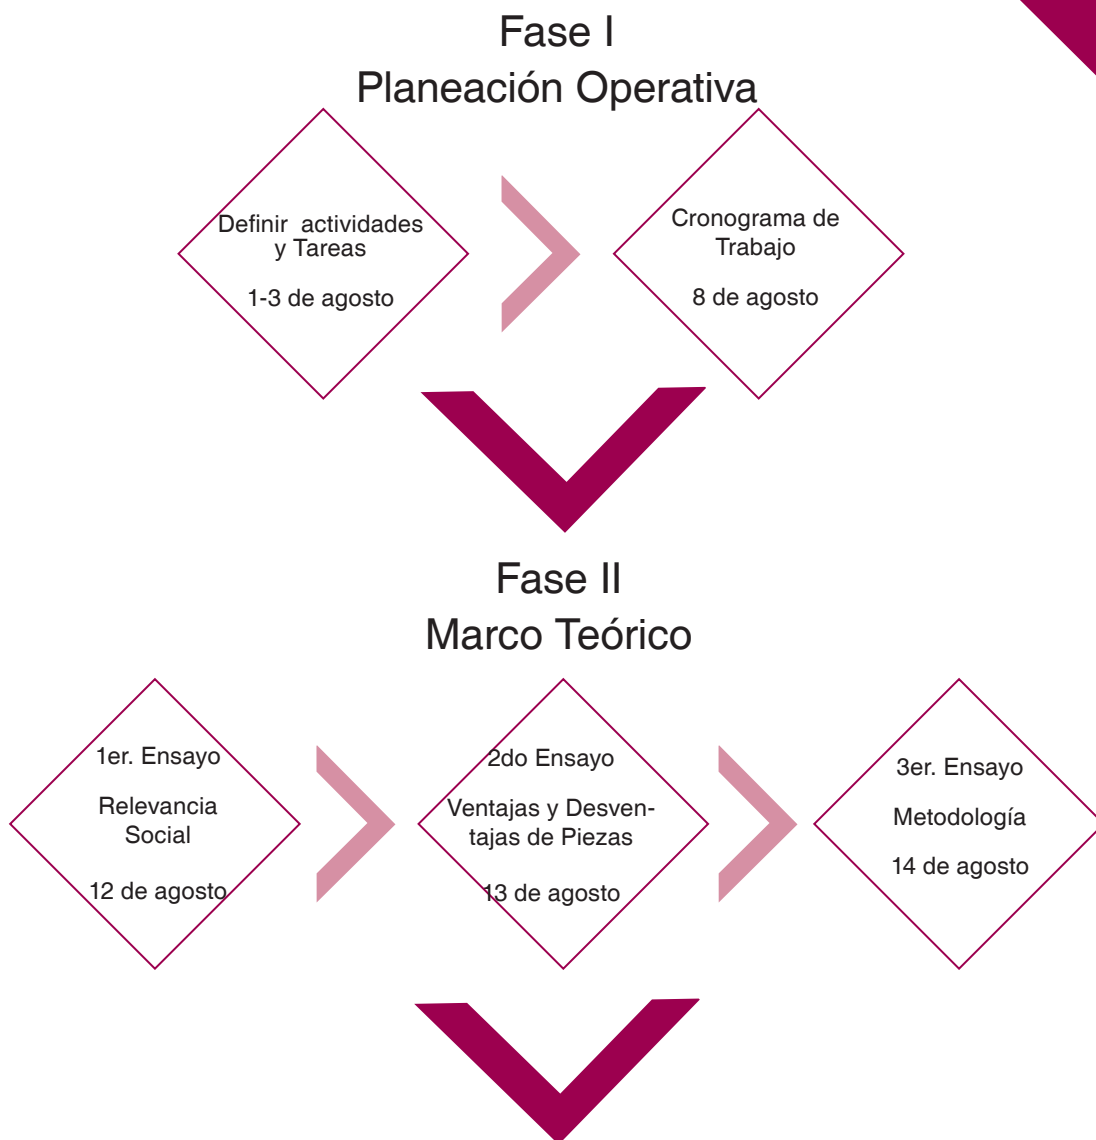 Fase I
Planeación Operativa
Definir actividades
y Tareas
1-3 de agosto
Cronograma de
Trabajo
8 de agosto
Fase II
Marco Teórico
1er. Ensayo
Relevancia
Social
12 de agosto
2do Ensayo
Ventajas y Desven-
tajas de Piezas
13 de agosto
3er. Ensayo
Metodología
14 de agosto